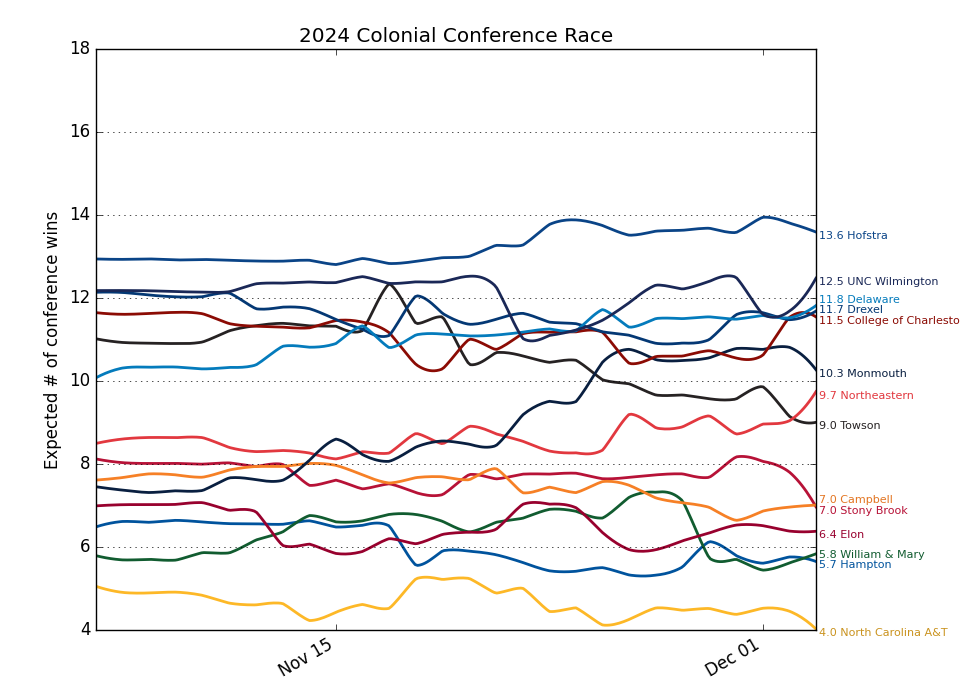 2024 Colonial Conference Race
Expected # of conference wins
18
16
14
12
10
8
6
4
Nov 15
Dec 01
13.6 Hofstra
12.5 UNC Wilmington
11.8 Delaware
11.7 Drexel
11.5 College of Charlesto
10.3 Monmouth
9.7 Northeastern
9.0 Towson
7.0 Campbell
7.0 Stony Brook
6.4 Elon
5.8 William & Mary
5.7 Hampton
4.0 North Carolina A&T